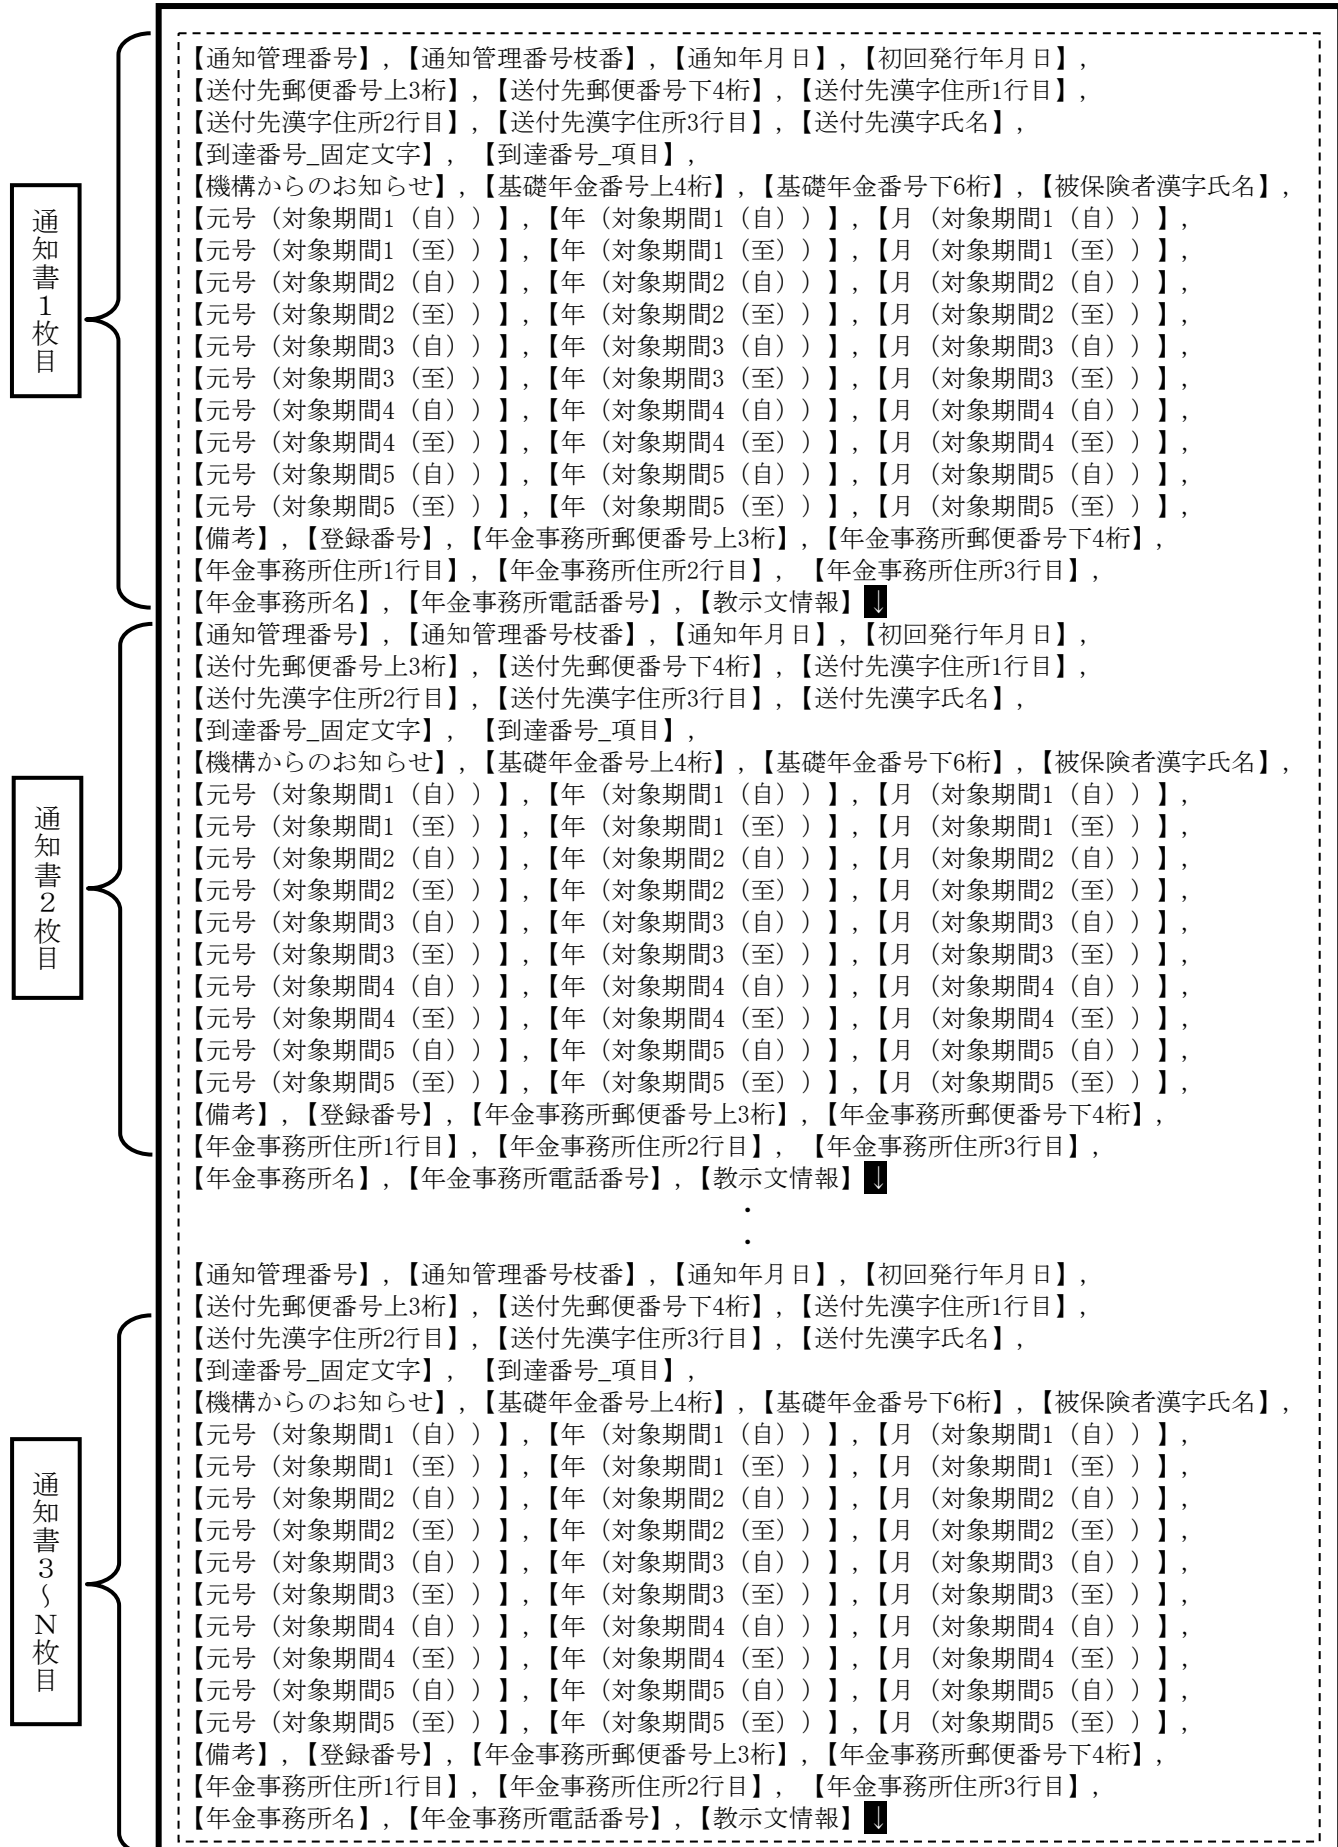 通知書1枚目
【通知管理番号】,【通知管理番号枝番】,【通知年月日】,【初回発行年月日】,
【送付先郵便番号上3桁】,【送付先郵便番号下4桁】,【送付先漢字住所1行目】,
【送付先漢字住所2行目】,【送付先漢字住所3行目】,【送付先漢字氏名】,
【到達番号_固定文字】, 【到達番号_項目】,
【機構からのお知らせ】,【基礎年金番号上4桁】,【基礎年金番号下6桁】,【被保険者漢字氏名】,
【元号（対象期間1（自））】,【年（対象期間1（自））】,【月（対象期間1（自））】,
【元号（対象期間1（至））】,【年（対象期間1（至））】,【月（対象期間1（至））】,
【元号（対象期間2（自））】,【年（対象期間2（自））】,【月（対象期間2（自））】,
【元号（対象期間2（至））】,【年（対象期間2（至））】,【月（対象期間2（至））】,
【元号（対象期間3（自））】,【年（対象期間3（自））】,【月（対象期間3（自））】,
【元号（対象期間3（至））】,【年（対象期間3（至））】,【月（対象期間3（至））】,
【元号（対象期間4（自））】,【年（対象期間4（自））】,【月（対象期間4（自））】,
【元号（対象期間4（至））】,【年（対象期間4（至））】,【月（対象期間4（至））】,
【元号（対象期間5（自））】,【年（対象期間5（自））】,【月（対象期間5（自））】,
【元号（対象期間5（至））】,【年（対象期間5（至））】,【月（対象期間5（至））】,
【備考】,【登録番号】,【年金事務所郵便番号上3桁】,【年金事務所郵便番号下4桁】,
【年金事務所住所1行目】,【年金事務所住所2行目】, 【年金事務所住所3行目】,
【年金事務所名】,【年金事務所電話番号】,【教示文情報】↓
通知書2枚目
【通知管理番号】,【通知管理番号枝番】,【通知年月日】,【初回発行年月日】,
【送付先郵便番号上3桁】,【送付先郵便番号下4桁】,【送付先漢字住所1行目】,
【送付先漢字住所2行目】,【送付先漢字住所3行目】,【送付先漢字氏名】,
【到達番号_固定文字】, 【到達番号_項目】,
【機構からのお知らせ】,【基礎年金番号上4桁】,【基礎年金番号下6桁】,【被保険者漢字氏名】,
【元号（対象期間1（自））】,【年（対象期間1（自））】,【月（対象期間1（自））】,
【元号（対象期間1（至））】,【年（対象期間1（至））】,【月（対象期間1（至））】,
【元号（対象期間2（自））】,【年（対象期間2（自））】,【月（対象期間2（自））】,
【元号（対象期間2（至））】,【年（対象期間2（至））】,【月（対象期間2（至））】,
【元号（対象期間3（自））】,【年（対象期間3（自））】,【月（対象期間3（自））】,
【元号（対象期間3（至））】,【年（対象期間3（至））】,【月（対象期間3（至））】,
【元号（対象期間4（自））】,【年（対象期間4（自））】,【月（対象期間4（自））】,
【元号（対象期間4（至））】,【年（対象期間4（至））】,【月（対象期間4（至））】,
【元号（対象期間5（自））】,【年（対象期間5（自））】,【月（対象期間5（自））】,
【元号（対象期間5（至））】,【年（対象期間5（至））】,【月（対象期間5（至））】,
【備考】,【登録番号】,【年金事務所郵便番号上3桁】,【年金事務所郵便番号下4桁】,
【年金事務所住所1行目】,【年金事務所住所2行目】, 【年金事務所住所3行目】,
【年金事務所名】,【年金事務所電話番号】,【教示文情報】↓
・
・
通知書3～N枚目
【通知管理番号】,【通知管理番号枝番】,【通知年月日】,【初回発行年月日】,
【送付先郵便番号上3桁】,【送付先郵便番号下4桁】,【送付先漢字住所1行目】,
【送付先漢字住所2行目】,【送付先漢字住所3行目】,【送付先漢字氏名】,
【到達番号_固定文字】, 【到達番号_項目】,
【機構からのお知らせ】,【基礎年金番号上4桁】,【基礎年金番号下6桁】,【被保険者漢字氏名】,
【元号（対象期間1（自））】,【年（対象期間1（自））】,【月（対象期間1（自））】,
【元号（対象期間1（至））】,【年（対象期間1（至））】,【月（対象期間1（至））】,
【元号（対象期間2（自））】,【年（対象期間2（自））】,【月（対象期間2（自））】,
【元号（対象期間2（至））】,【年（対象期間2（至））】,【月（対象期間2（至））】,
【元号（対象期間3（自））】,【年（対象期間3（自））】,【月（対象期間3（自））】,
【元号（対象期間3（至））】,【年（対象期間3（至））】,【月（対象期間3（至））】,
【元号（対象期間4（自））】,【年（対象期間4（自））】,【月（対象期間4（自））】,
【元号（対象期間4（至））】,【年（対象期間4（至））】,【月（対象期間4（至））】,
【元号（対象期間5（自））】,【年（対象期間5（自））】,【月（対象期間5（自））】,
【元号（対象期間5（至））】,【年（対象期間5（至））】,【月（対象期間5（至））】,
【備考】,【登録番号】,【年金事務所郵便番号上3桁】,【年金事務所郵便番号下4桁】,
【年金事務所住所1行目】,【年金事務所住所2行目】, 【年金事務所住所3行目】,
【年金事務所名】,【年金事務所電話番号】,【教示文情報】↓